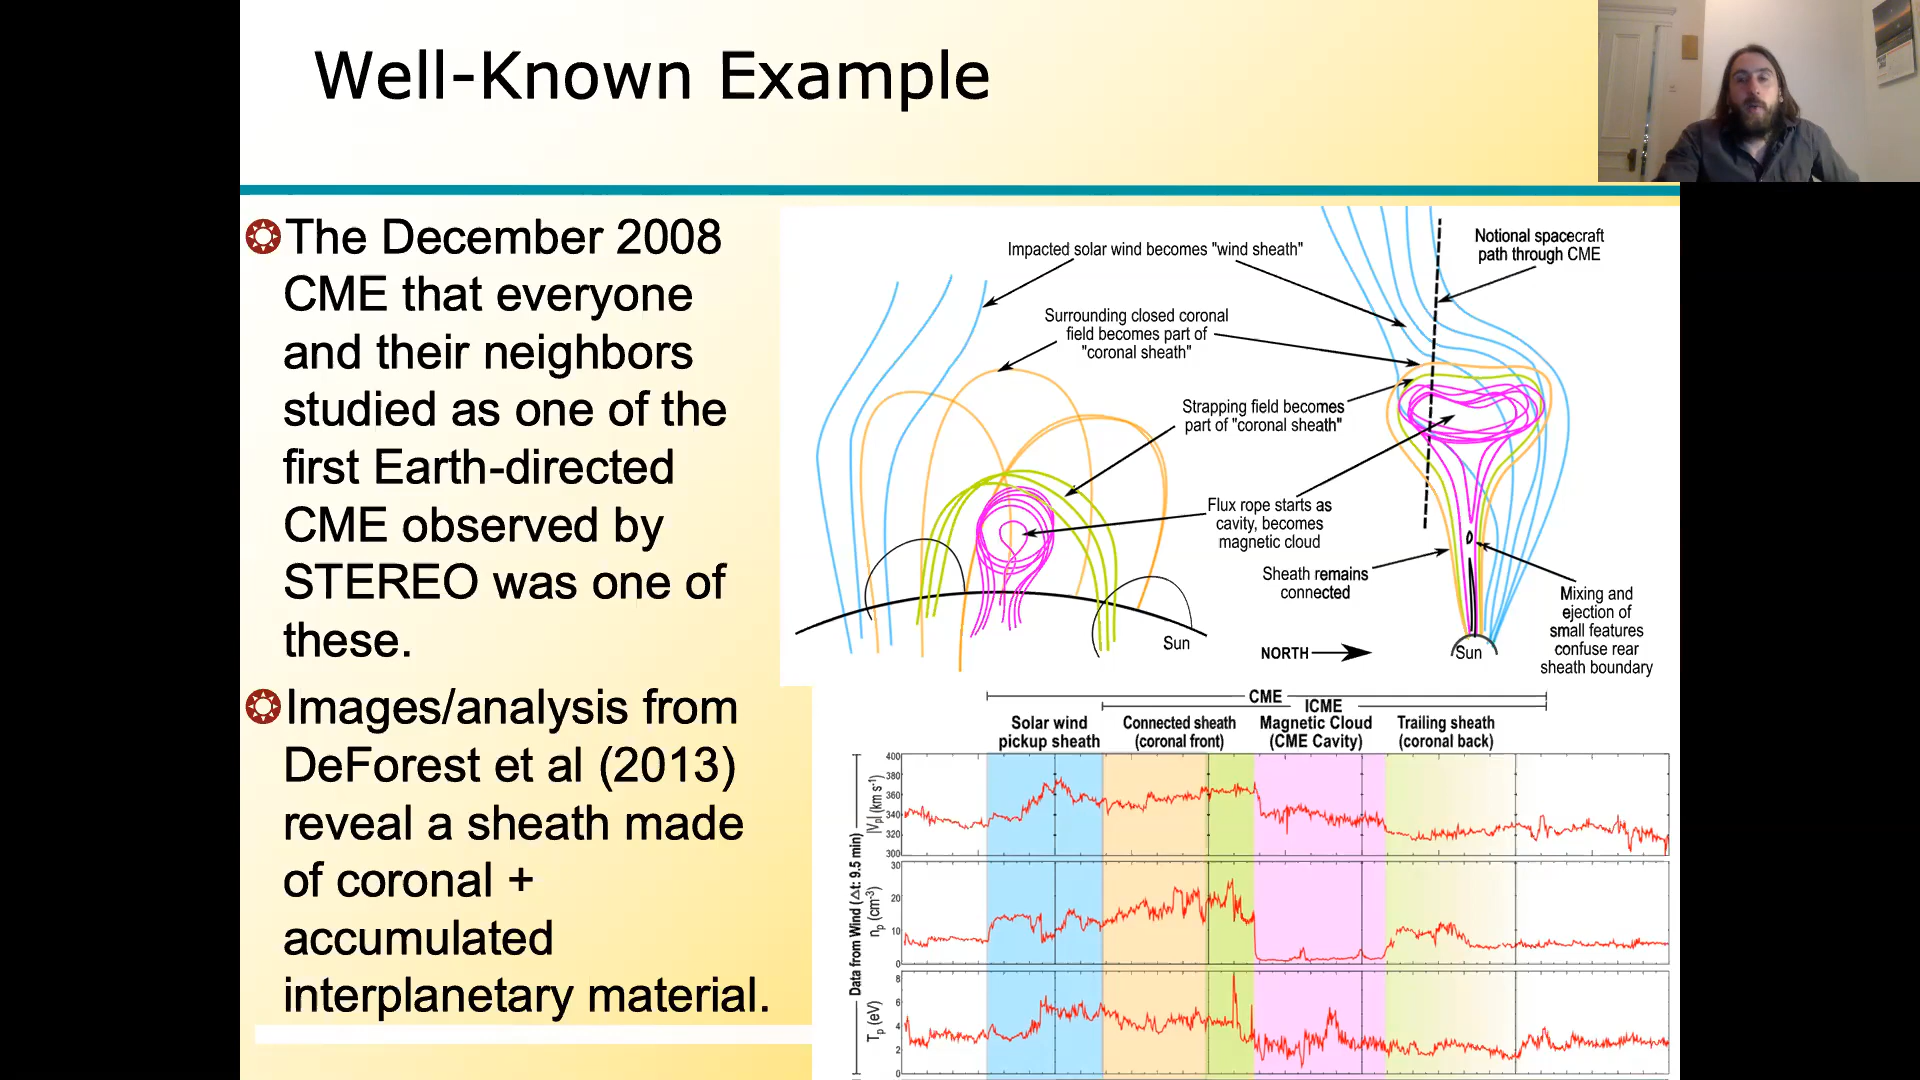 Well-Known Example
The December 2008
CME that everyone
and their neighbors
studied as one of the
first Earth-directed
CME observed by
STEREO was one of
these.
Images/analysis from
DeForest et al (2013)
reveal a sheath made
of coronal +
accumulated
interplanetary material.
Impacted solar wind becomes "wind sheath"
Notional spacecraft
path through CME
Surrounding closed coronal
field becomes part of
"coronal sheath"
Strapping field becomes
part of "coronal sheath"
Flux rope starts as
cavity, becomes
magnetic cloud
Sheath remains
connected
Mixing and
ejection of
small features
confuse rear
sheath boundary
Sun
NORTH
Sun
CME
ICME
Solar wind
pickup sheath
Connected sheath
(coronal front)
Magnetic Cloud
(CME Cavity)
Trailing sheath
(coronal back)
Data from Wind (Δt: 9.5 min)
|Vp| (km s⁻¹)
400
380
360
340
320
300
np (cm⁻³)
30
20
10
0
Tp (eV)
8
6
4
2
0